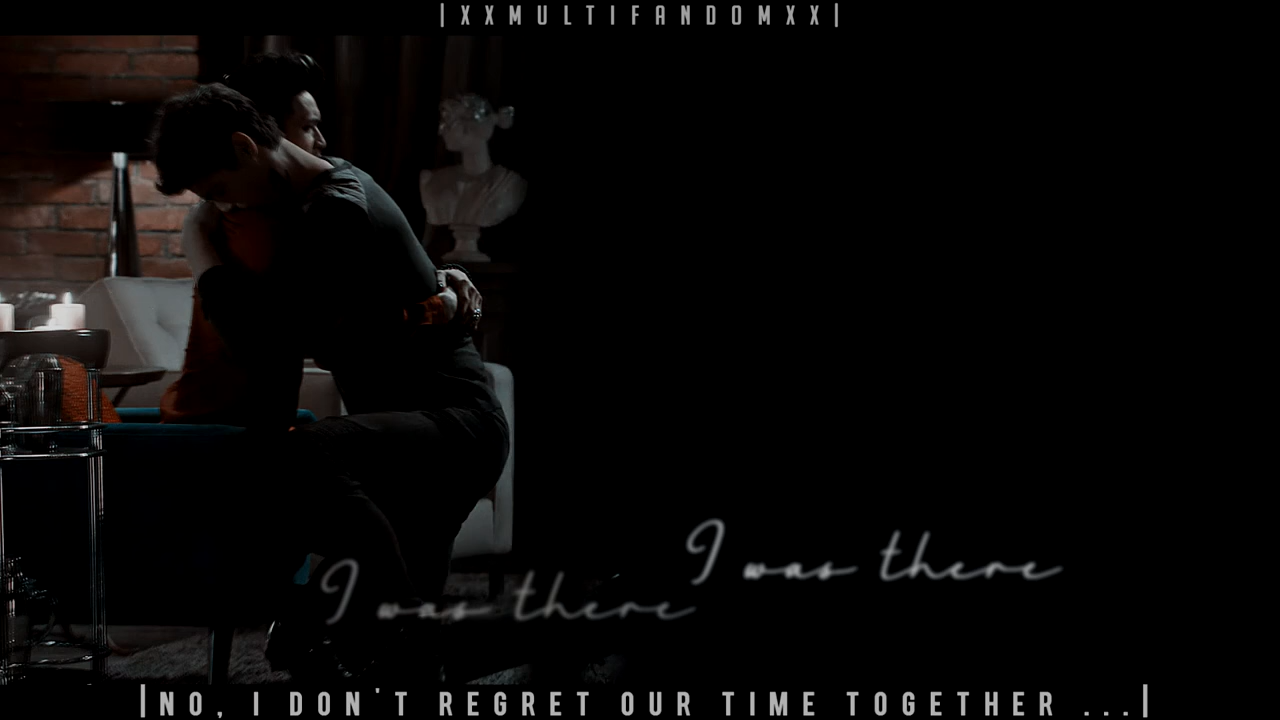 |XXMULTIFANDOMXX|
I was there
I was there
|NO, I DON'T REGRET OUR TIME TOGETHER ...|